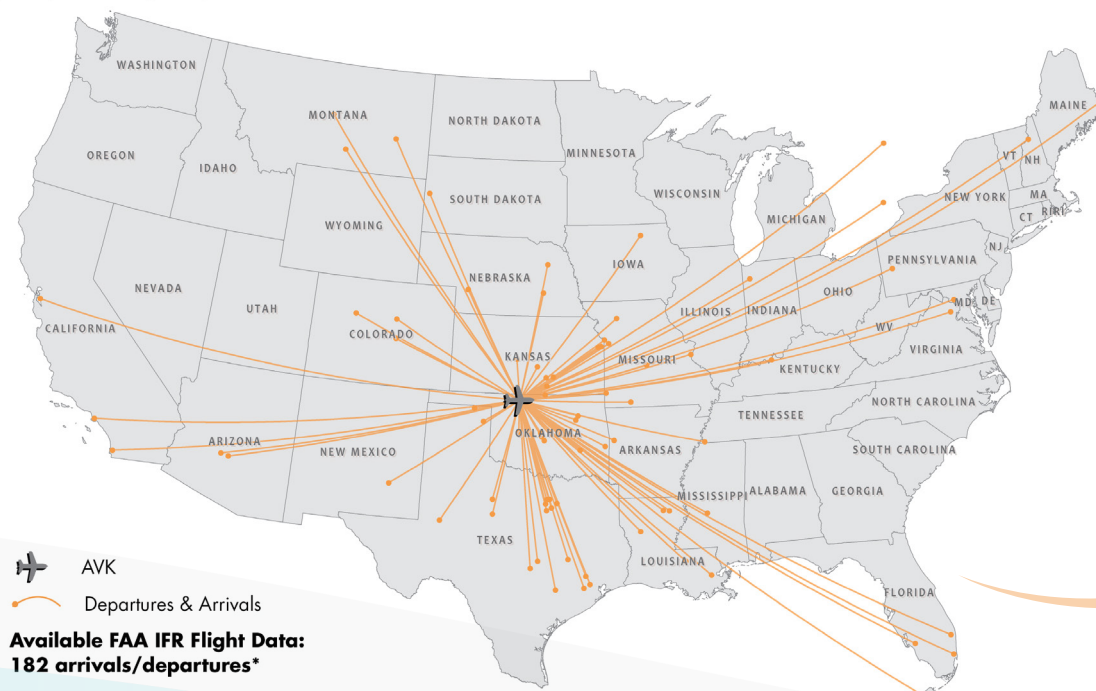 WASHINGTON
MONTANA
NORTH DAKOTA
MAINE
OREGON
IDAHO
MINNESOTA
VT
NH
WISCONSIN
SOUTH DAKOTA
NEW YORK
MA
WYOMING
MICHIGAN
CT
RIRI
IOWA
NEBRASKA
PENNSYLVANIA
NJ
NEVADA
UTAH
OHIO
MD
DE
ILLINOIS
INDIANA
CALIFORNIA
COLORADO
WV
KANSAS
MISSOURI
VIRGINIA
KENTUCKY
NORTH CAROLINA
TENNESSEE
ARIZONA
OKLAHOMA
NEW MEXICO
ARKANSAS
SOUTH CAROLINA
MISSISSIPPI
ALABAMA
GEORGIA
TEXAS
LOUISIANA
FLORIDA
AVK
Departures & Arrivals
Available FAA IFR Flight Data:
182 arrivals/departures*